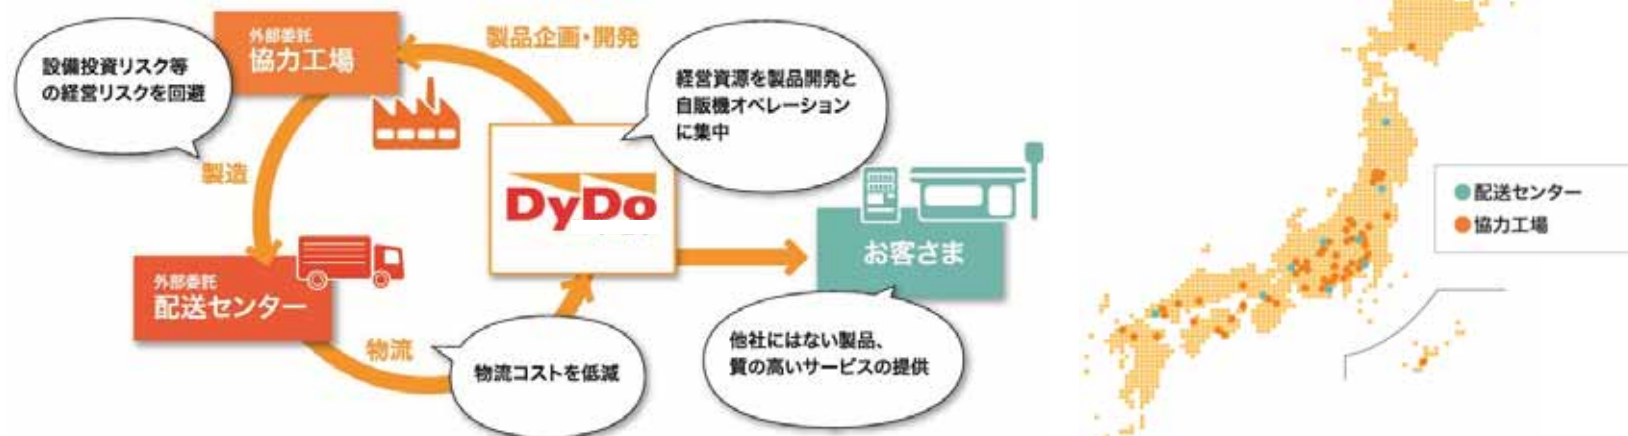 外部委託
協力工場
製品企画・開発
設備投資リスク等
の経営リスクを回避
経営資源を製品開発と
自販機オペレーション
に集中
製造
DyDo
お客さま
外部委託
配送センター
物流
物流コストを低減
他社にはない製品、
質の高いサービスの提供
配送センター
協力工場